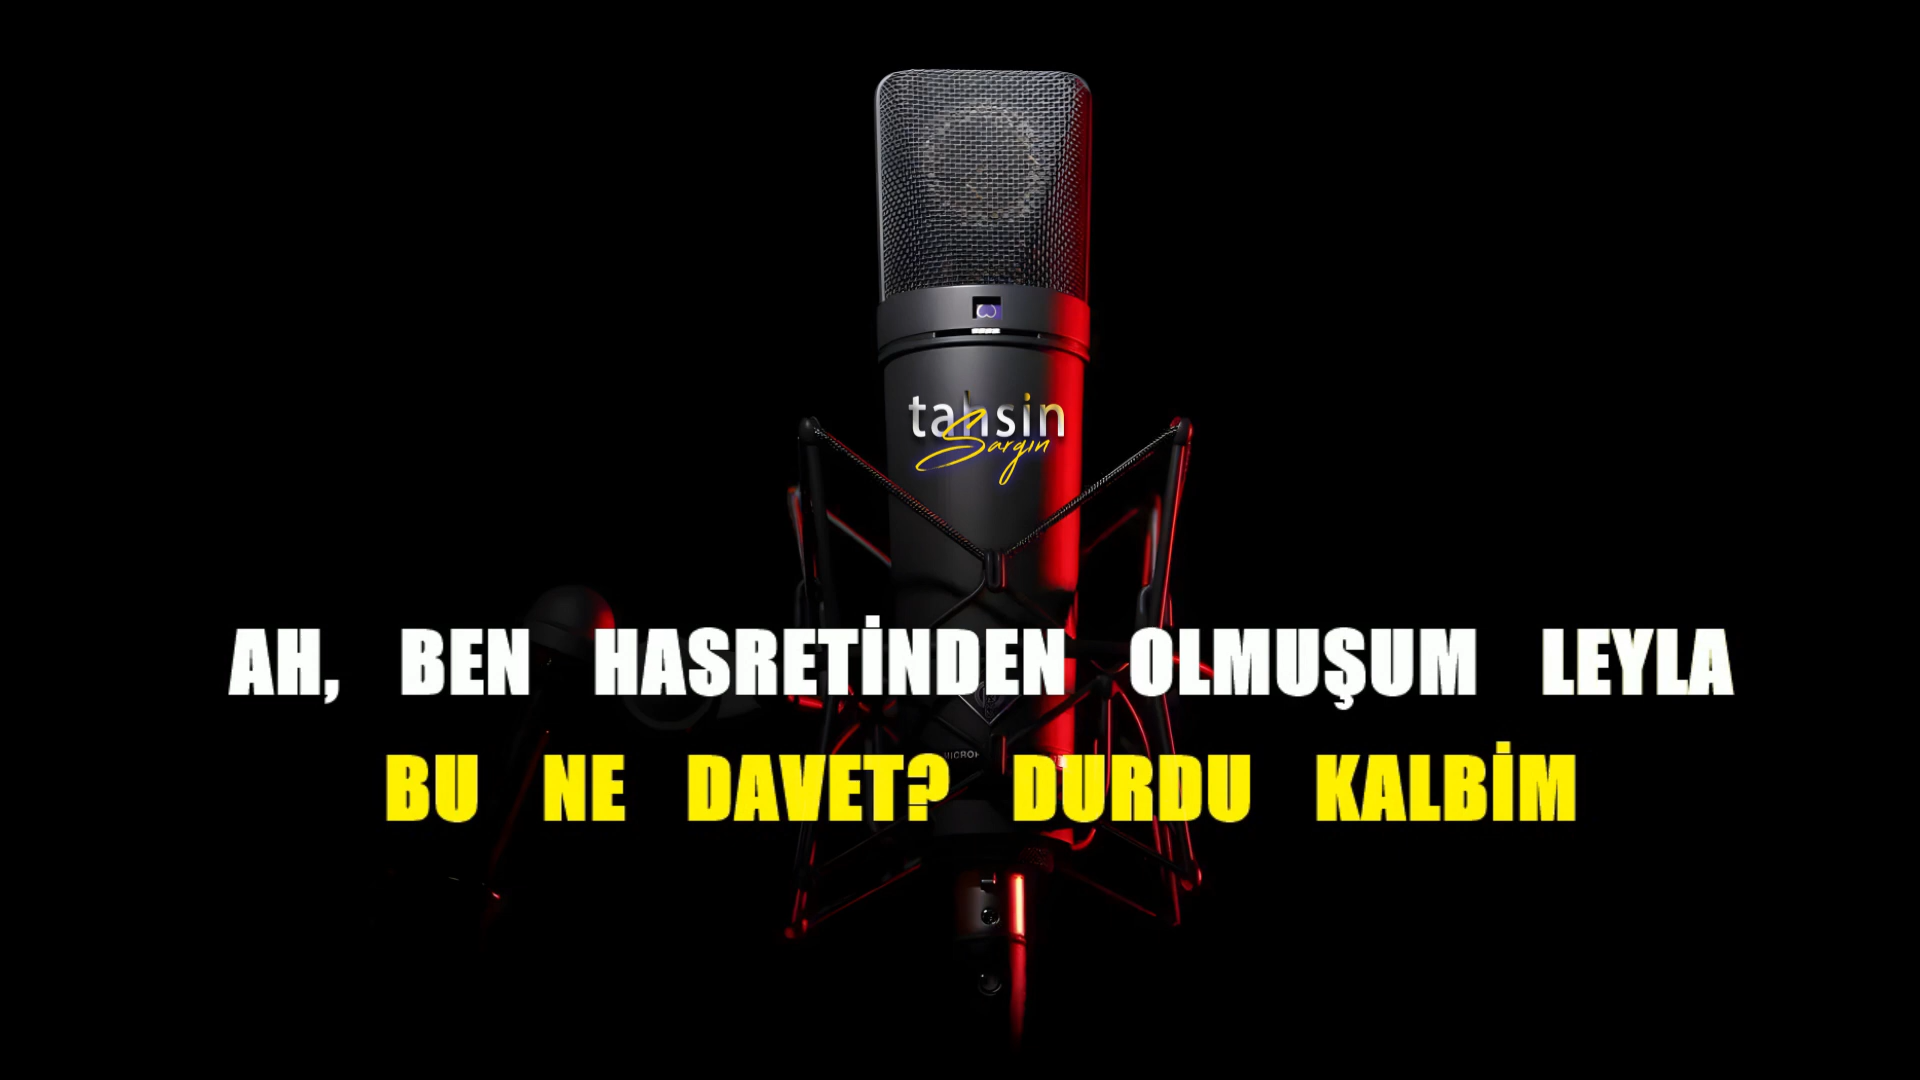 tahsin
Sargın
AH, BEN HASRETİNDEN OLMUŞUM LEYLA
BU NE DAVET? DURDU KALBİM